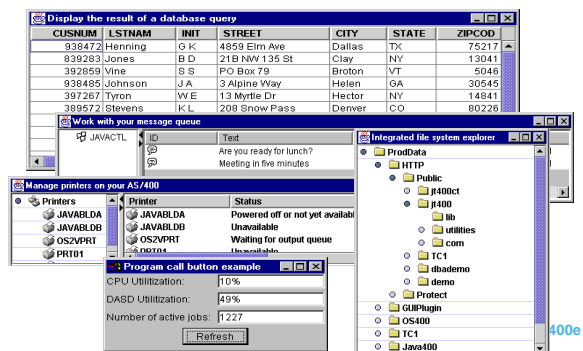 Display the result of a database query
CUSNUM LSTNAM INIT STREET CITY STATE ZIPCOD
938472 Henning G K 4859 Elm Ave Dallas TX 75217
839283 Jones B D 21B NW 135 St Clay NY 13041
392859 Vine S S PO Box 79 Broton VT 5046
938485 Johnson J A 3 Alpine Way Helen GA 30545
397267 Tyron W E 13 Myrtle Dr Hector NY 14841
389572 Stevens K L 208 Snow Pass Denver CO 80226
Work with your message queue
JAVACTL
ID Text
Are you ready for lunch?
Meeting in five minutes
Integrated file system explorer
ProdData
HTTP
Public
jt400ct
jt400
lib
utilities
com
TC1
dbademo
demo
Protect
GUIPlugin
OS400
TC1
Java400
Manage printers on your AS/400
Printers
JAVABLDA
JAVABLDB
OS2VPRT
PRT01
Printer Status
JAVABLDA Powered off or not yet availabl
JAVABLDB Unavailable
OS2VPRT Waiting for output queue
PRT01 Unavailable
Program call button example
CPU Utilitization: 10%
DASD Utilitization: 49%
Number of active jobs: 1227
Refresh
400e